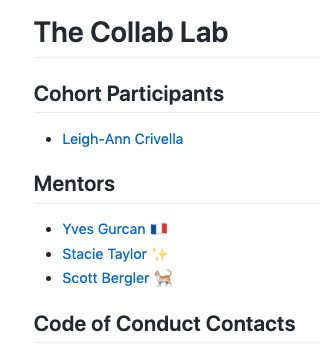 The Collab Lab
Cohort Participants
• Leigh-Ann Crivella
Mentors
• Yves Gurcan 🇫🇷
• Stacie Taylor ✨
• Scott Bergler 🐈
Code of Conduct Contacts